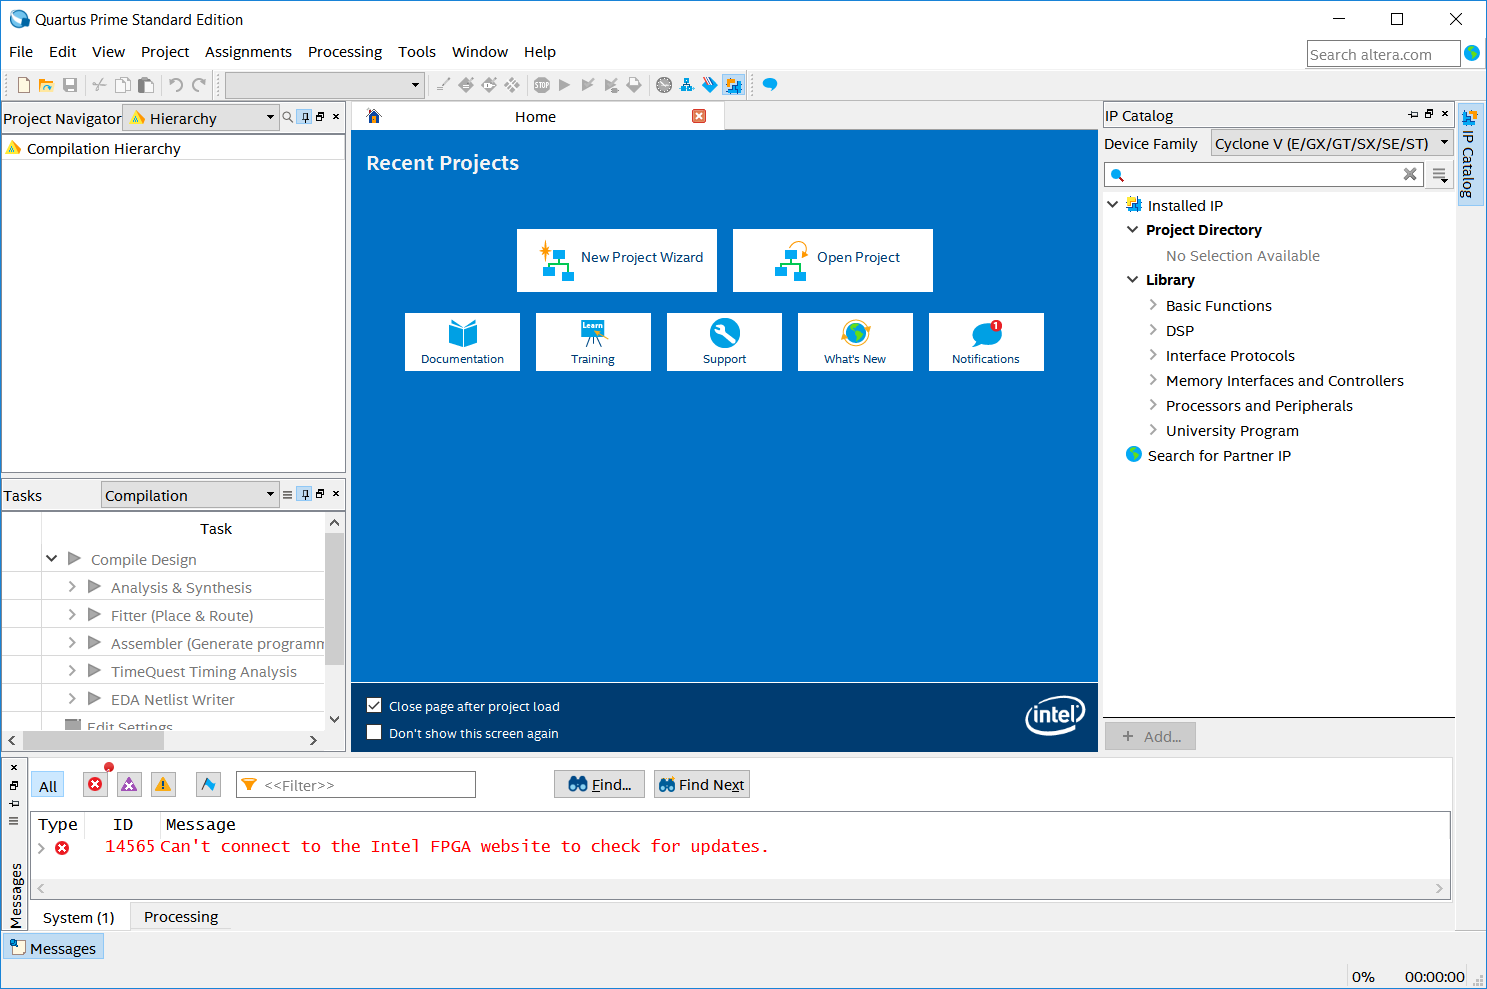 Quartus Prime Standard Edition
File Edit View Project Assignments Processing Tools Window Help
Search altera.com
STOP
Project Navigator Hierarchy
Compilation Hierarchy
Home
Recent Projects
New Project Wizard
Open Project
Learn
1
Documentation
Training
Support
What's New
Notifications
Close page after project load
Don't show this screen again
intel
IP Catalog
Device Family Cyclone V (E/GX/GT/SX/SE/ST)
Installed IP
Project Directory
No Selection Available
Library
Basic Functions
DSP
Interface Protocols
Memory Interfaces and Controllers
Processors and Peripherals
University Program
Search for Partner IP
+ Add...
IP Catalog
Tasks Compilation
Task
Compile Design
Analysis & Synthesis
Fitter (Place & Route)
Assembler (Generate programm
TimeQuest Timing Analysis
EDA Netlist Writer
Edit Settings
All
<<Filter>>
Find...
Find Next
Type ID Message
14565 Can't connect to the Intel FPGA website to check for updates.
System (1) Processing
Messages
Messages
0% 00:00:00